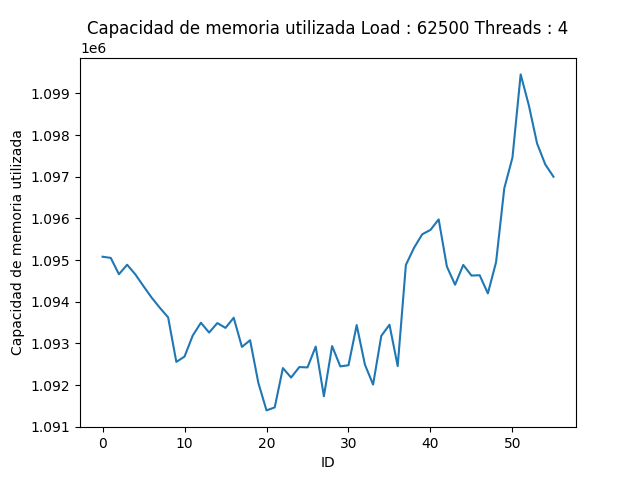 Capacidad de memoria utilizada Load : 62500 Threads : 4
1e6
1.099
1.098
1.097
1.096
1.095
1.094
1.093
1.092
1.091
Capacidad de memoria utilizada
0 10 20 30 40 50
ID